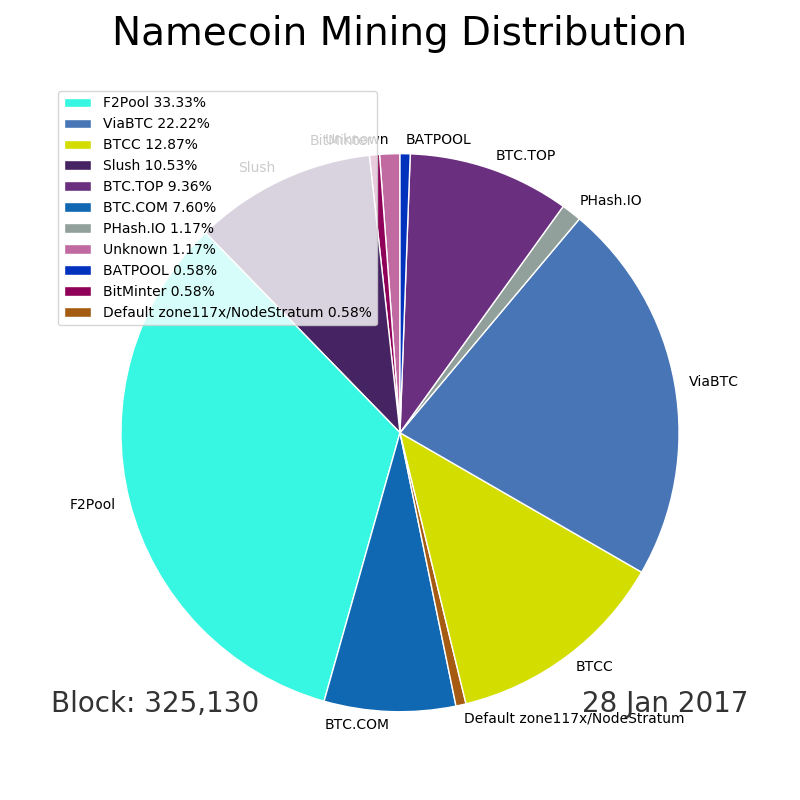 Namecoin Mining Distribution
F2Pool 33.33%
ViaBTC 22.22%
BTCC 12.87%
Slush 10.53%
BTC.TOP 9.36%
BTC.COM 7.60%
PHash.IO 1.17%
Unknown 1.17%
BATPOOL 0.58%
BitMinter 0.58%
Default zone117x/NodeStratum 0.58%
BitMinter
Unknown
BATPOOL
BTC.TOP
Slush
PHash.IO
ViaBTC
F2Pool
BTCC
Block: 325,130
28 Jan 2017
Default zone117x/NodeStratum
BTC.COM